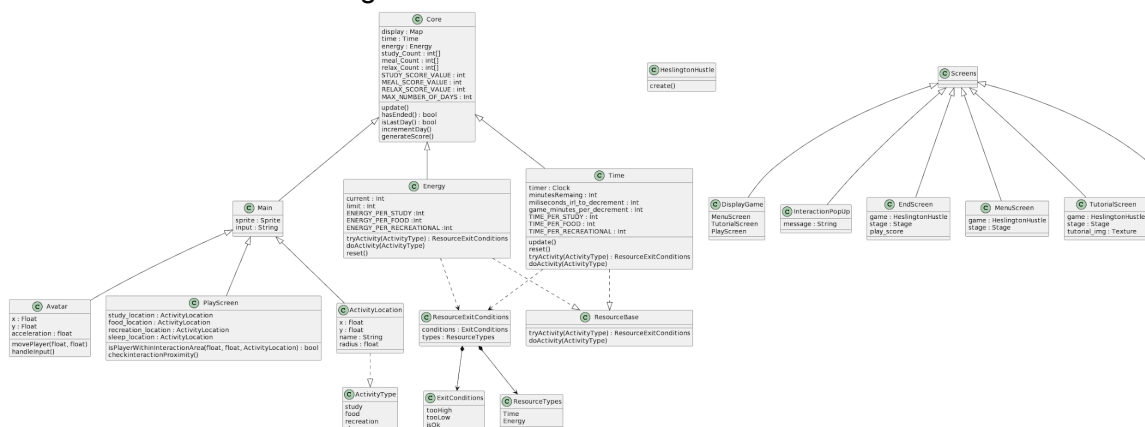 Core
display : Map
time : Time
energy : Energy
study_Count : int[]
meal_Count : int[]
relax_Count : int[]
STUDY_SCORE_VALUE : int
MEAL_SCORE_VALUE : int
RELAX_SCORE_VALUE : int
MAX_NUMBER_OF_DAYS : Int
update()
hasEnded() : bool
isLastDay() : bool
incrementDay()
generateScore()
HeslingtonHustle
create()
Screens
Main
sprite : Sprite
input : String
Energy
current : Int
limit : Int
ENERGY_PER_STUDY :Int
ENERGY_PER_FOOD : Int
ENERGY_PER_RECREATIONAL :Int
tryActivity(ActivityType) : ResourceExitConditions
doActivity(ActivityType)
reset()
Time
timer : Clock
minutesRemaing : Int
miliseconds_irl_to_decrement : Int
game_minutes_per_decrement : Int
TIME_PER_STUDY : Int
TIME_PER_FOOD : Int
TIME_PER_RECREATIONAL : Int
update()
reset()
tryActivity(ActivityType) : ResourceExitConditions
doActivity(ActivityType)
DisplayGame
MenuScreen
TutorialScreen
PlayScreen
InteractionPopUp
message : String
EndScreen
game : HeslingtonHustle
stage : Stage
play_score
MenuScreen
game : HeslingtonHustle
stage : Stage
TutorialScreen
game : HeslingtonHustle
stage : Stage
tutorial_img : Texture
Avatar
x : Float
y : Float
acceleration : float
movePlayer(float, float)
handleInput()
PlayScreen
study_location : ActivityLocation
food_location : ActivityLocation
recreation_location : ActivityLocation
sleep_location : ActivityLocation
isPlayerWithinInteractionArea(float, float, ActivityLocation) : bool
checkinteractionProximity()
ActivityLocation
x : float
y : float
name : String
radius : float
ResourceExitConditions
conditions : ExitConditions
types : ResourceTypes
ResourceBase
tryActivity(ActivityType) : ResourceExitConditions
doActivity(ActivityType)
ActivityType
study
food
recreation
ExitConditions
tooHigh
tooLow
isOk
ResourceTypes
Time
Energy